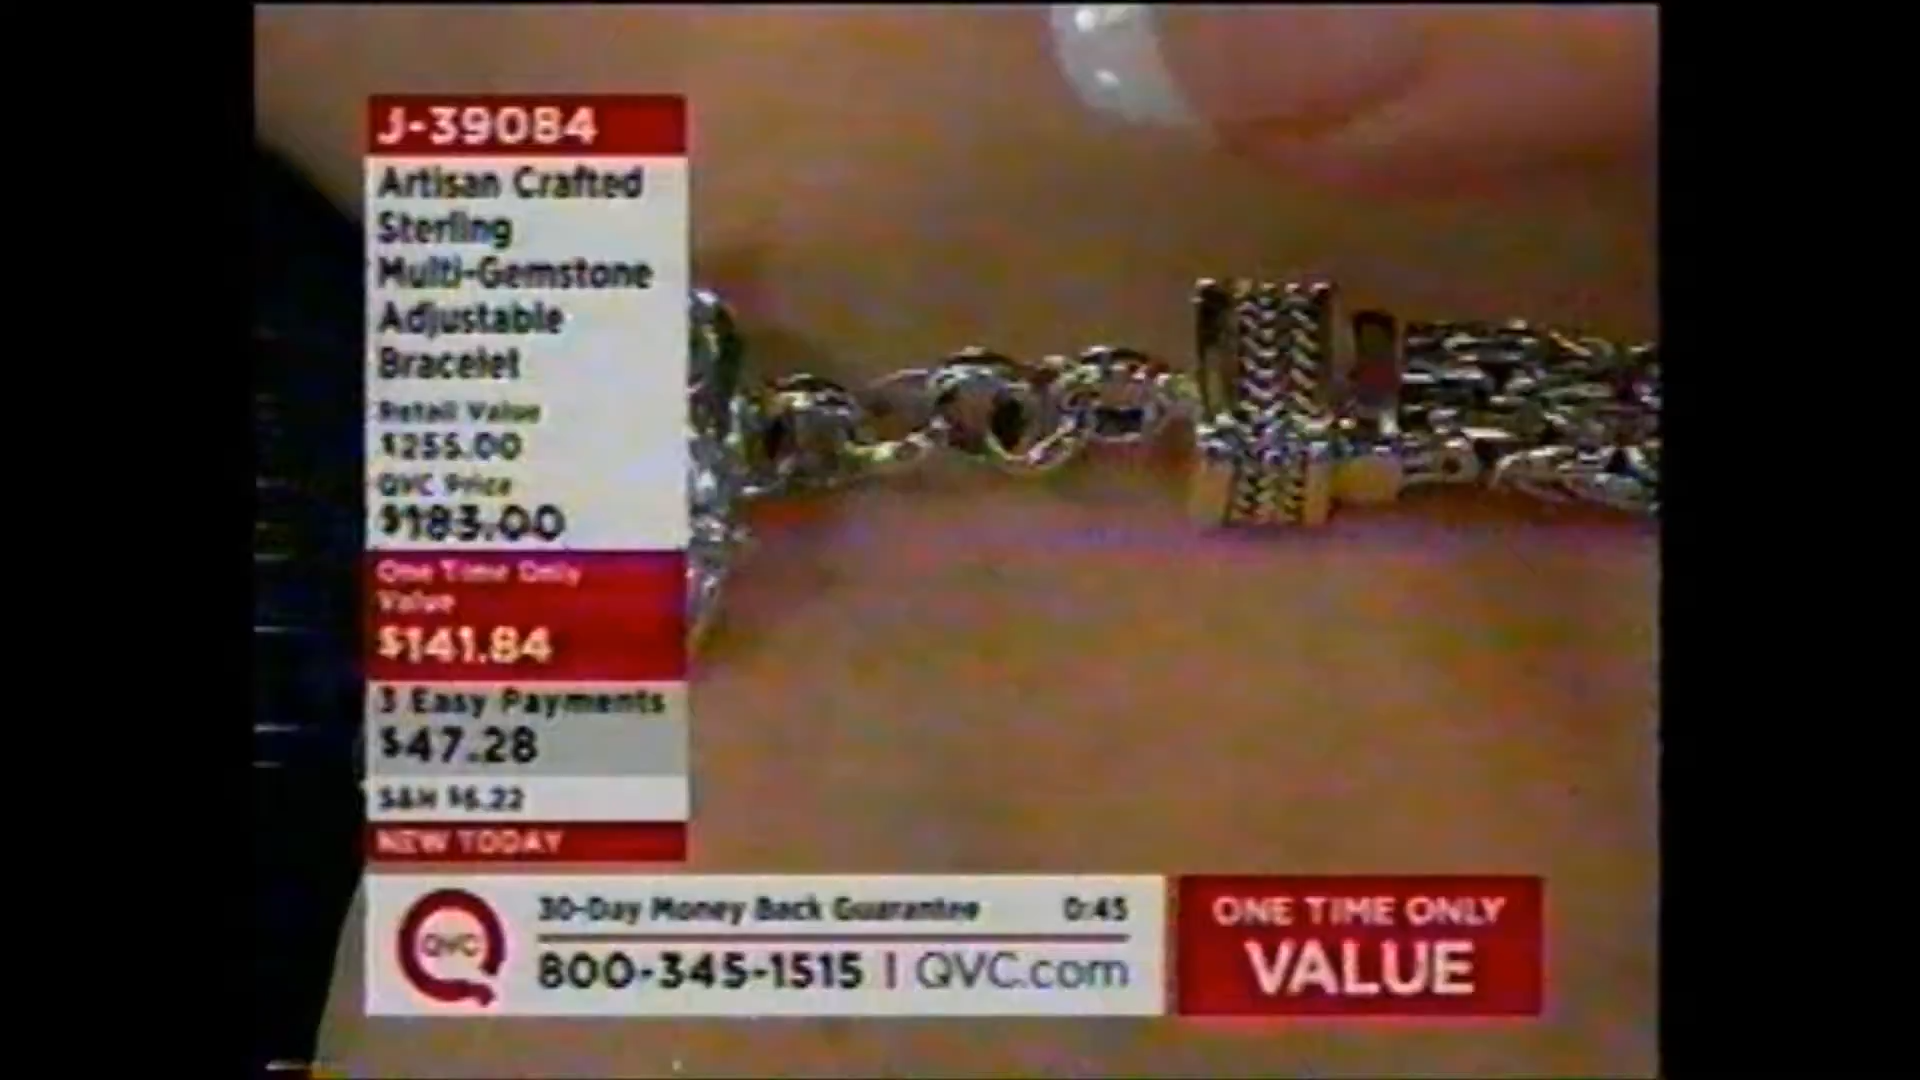 J-39084
Artisan Crafted
Sterling
Multi-Gemstone
Adjustable
Bracelet
Retail Value
$255.00
QVC Price
$183.00
One Time Only
Value
$141.84
3 Easy Payments
$47.28
S&H $6.22
NEW TODAY
QVC
30-Day Money Back Guarantee 0:45
800-345-1515 | QVC.com
ONE TIME ONLY
VALUE